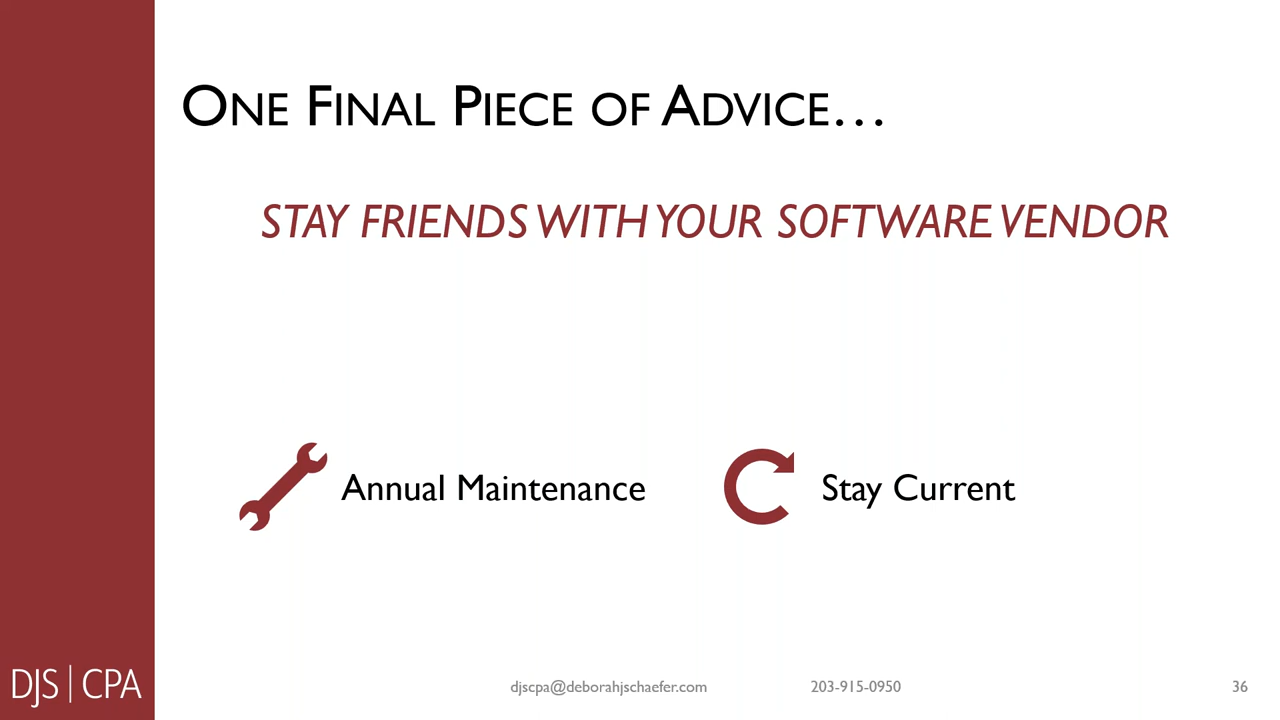 One Final Piece of Advice…
STAY FRIENDS WITH YOUR SOFTWARE VENDOR
Annual Maintenance
Stay Current
DJS | CPA
djscpa@deborahjschaefer.com
203-915-0950
36